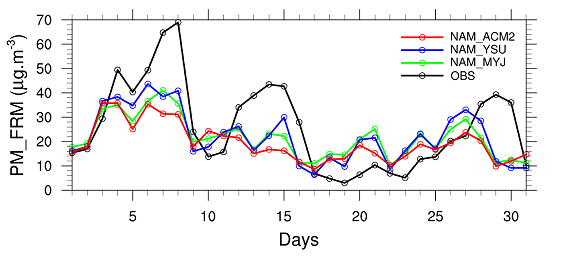 PM_FRM (µg.m-3)
70
60
50
40
30
20
10
0
NAM_ACM2
NAM_YSU
NAM_MYJ
OBS
5 10 15 20 25 30
Days